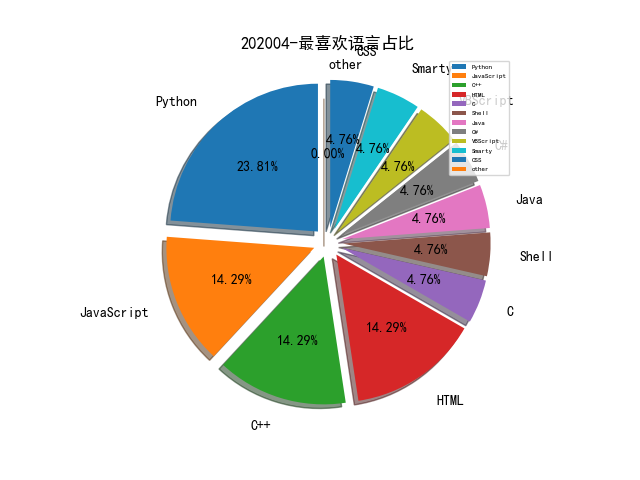 202004-最喜欢语言占比
CSS
other
Smarty
VBScript
C#
Java
Shell
C
HTML
C++
JavaScript
Python
23.81%
14.29%
14.29%
14.29%
4.76%
4.76%
4.76%
4.76%
4.76%
4.76%
4.76%
0.00%
Python
JavaScript
C++
HTML
C
Shell
Java
C#
VBScript
Smarty
CSS
other